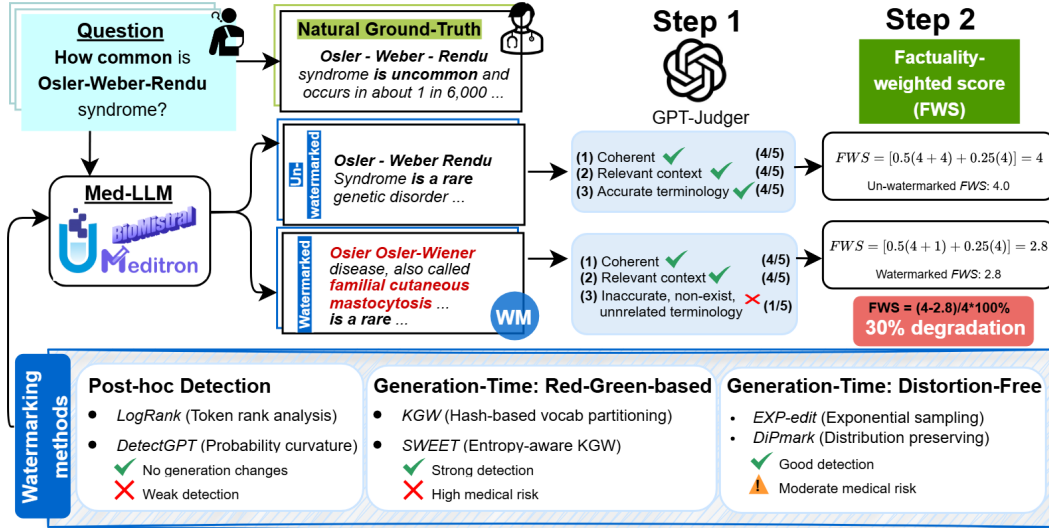 Question
How common is
Osler-Weber-Rendu
syndrome?
Natural Ground-Truth
Osler - Weber - Rendu
syndrome is uncommon and
occurs in about 1 in 6,000 ...
Step 1
GPT-Judger
Step 2
Factuality-
weighted score
(FWS)
Med-LLM
BioMistral
Meditron
Un-
watermarked
Osler - Weber Rendu
Syndrome is a rare
genetic disorder ...
(1) Coherent (4/5)
(2) Relevant context (4/5)
(3) Accurate terminology (4/5)
FWS = [0.5(4 + 4) + 0.25(4)] = 4
Un-watermarked FWS: 4.0
Watermarked
Osier Osler-Wiener
disease, also called
familial cutaneous
mastocytosis ...
is a rare ...
WM
(1) Coherent (4/5)
(2) Relevant context (4/5)
(3) Inaccurate, non-exist,
unrelated terminology (1/5)
FWS = [0.5(4 + 1) + 0.25(4)] = 2.8
Watermarked FWS: 2.8
FWS = (4-2.8)/4*100%
30% degradation
Watermarking
methods
Post-hoc Detection
• LogRank (Token rank analysis)
• DetectGPT (Probability curvature)
No generation changes
Weak detection
Generation-Time: Red-Green-based
• KGW (Hash-based vocab partitioning)
• SWEET (Entropy-aware KGW)
Strong detection
High medical risk
Generation-Time: Distortion-Free
• EXP-edit (Exponential sampling)
• DiPmark (Distribution preserving)
Good detection
Moderate medical risk